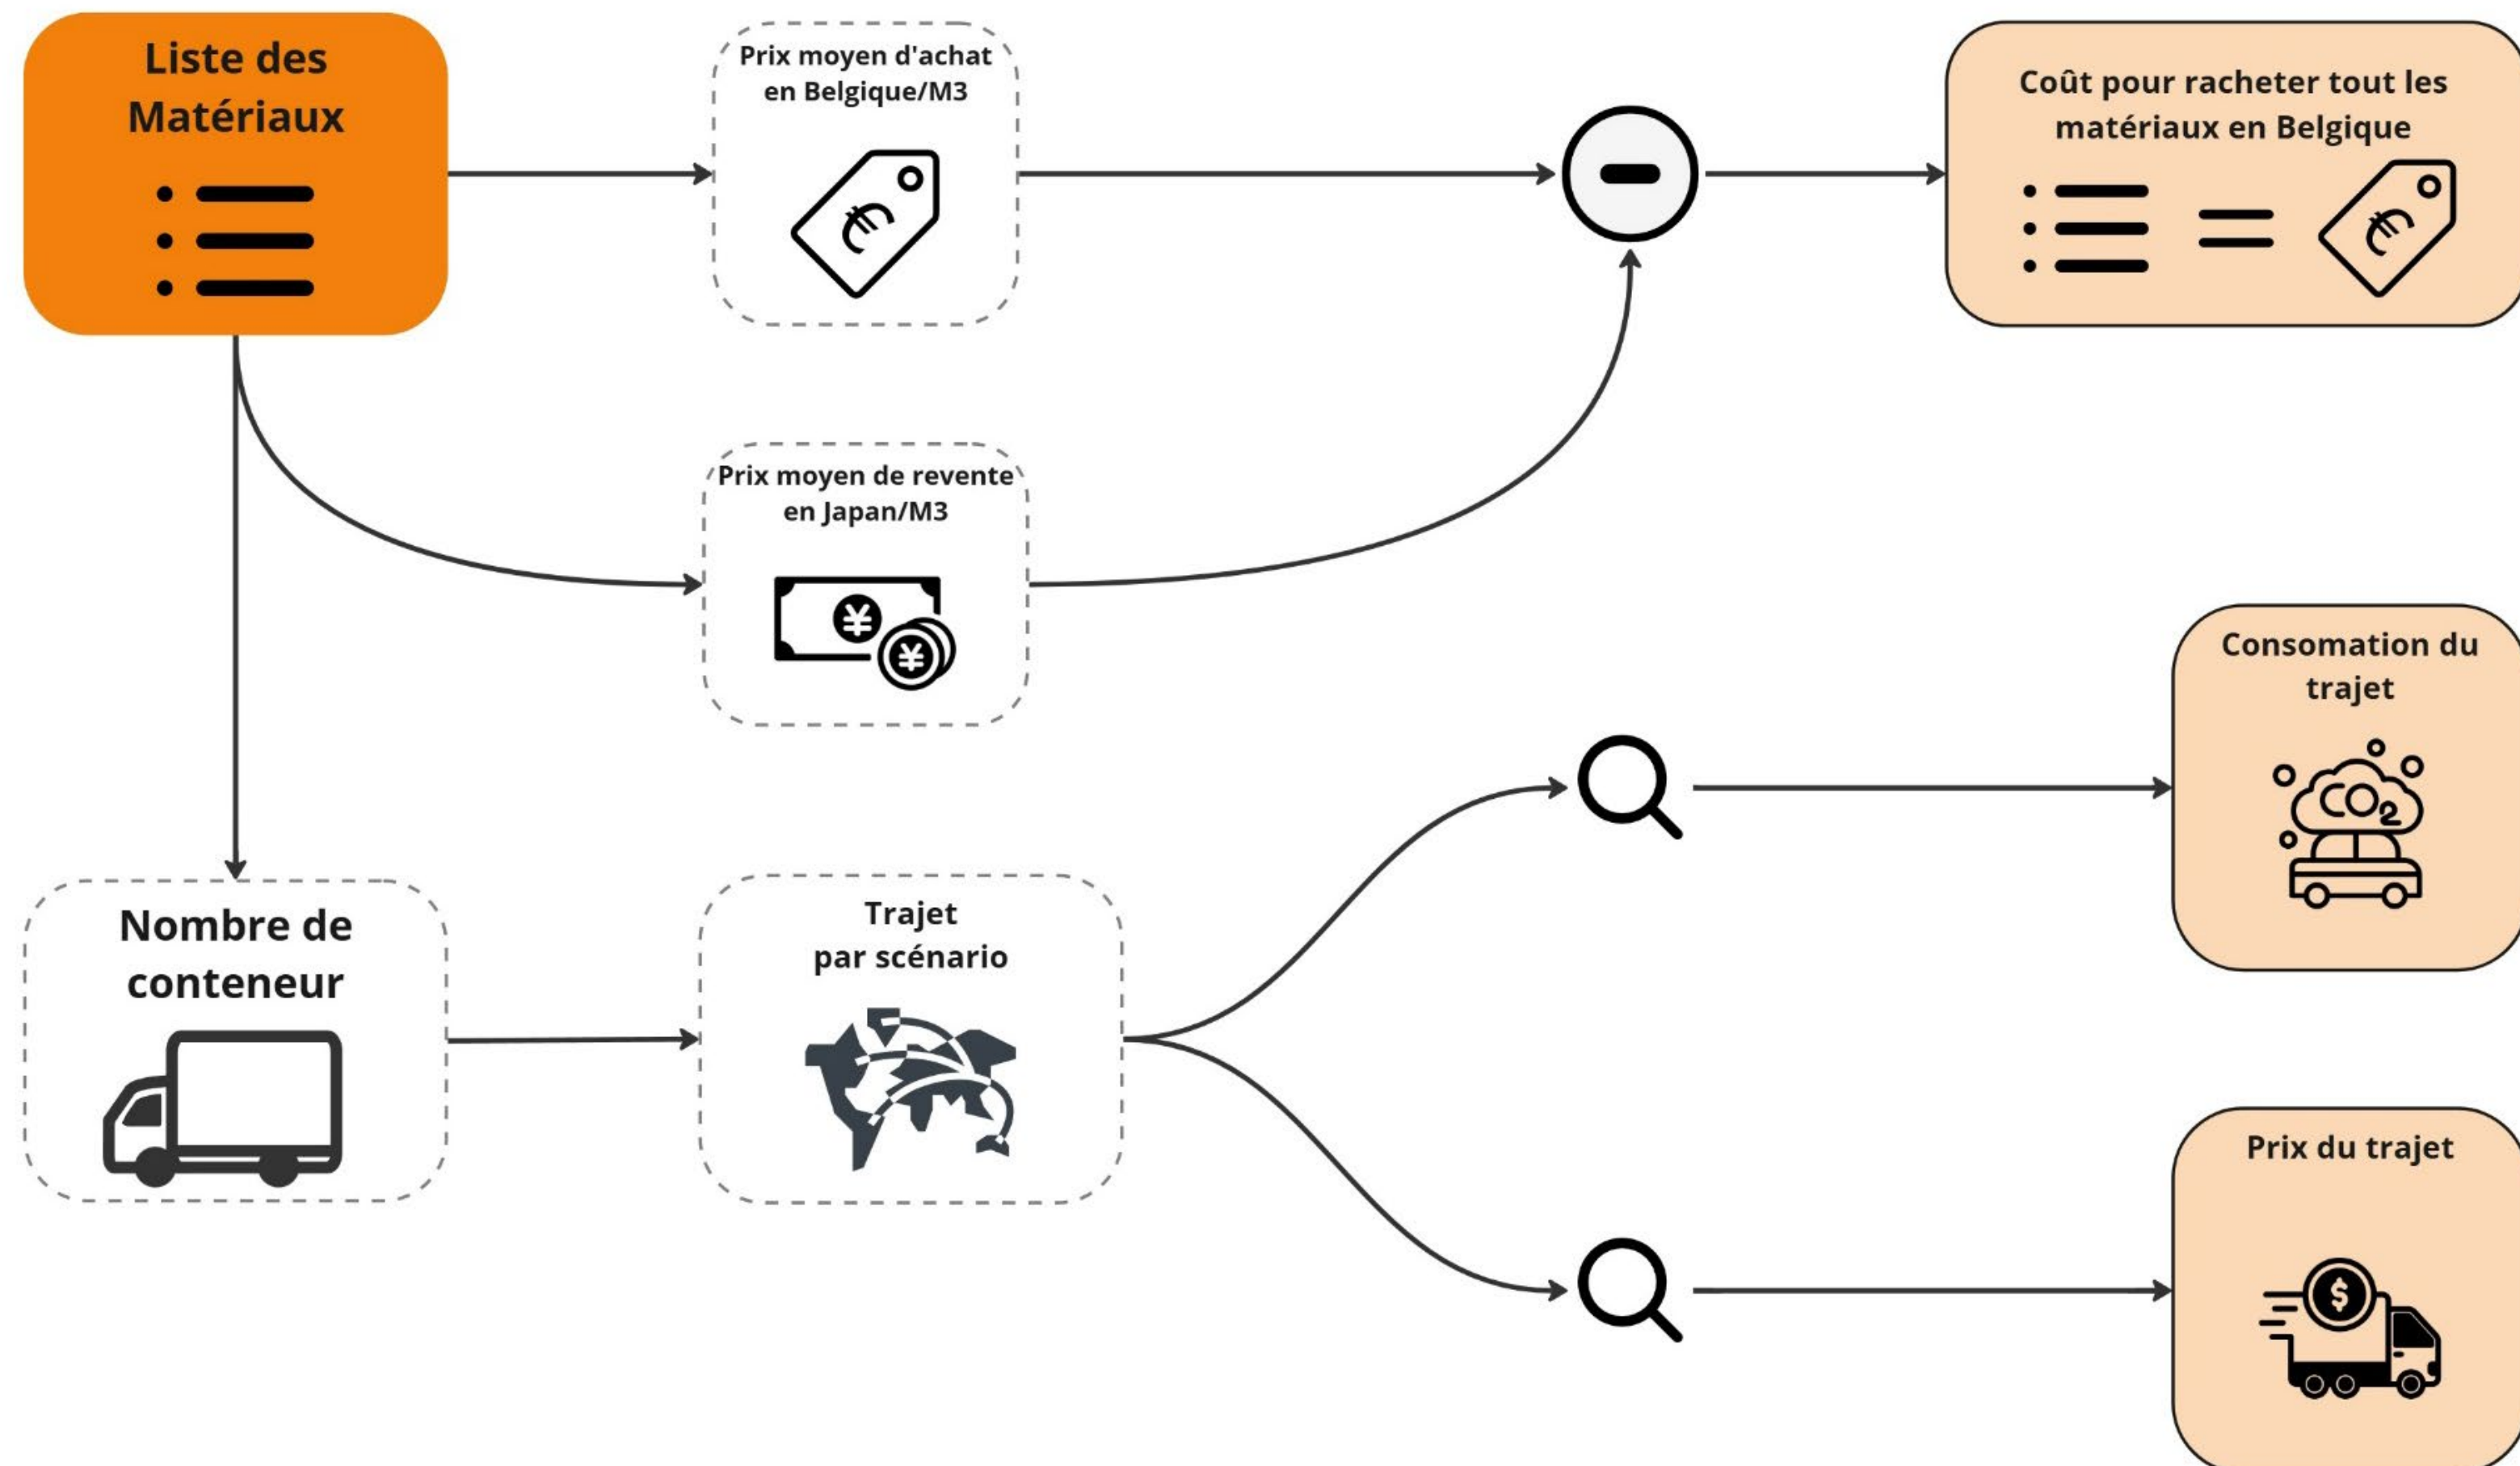 Liste des
Matériaux
Prix moyen d'achat
en Belgique/M3
€
Coût pour racheter tout les
matériaux en Belgique
€
Prix moyen de revente
en Japan/M3
¥
¥
Consomation du
trajet
CO2
Nombre de
conteneur
Trajet
par scénario
Prix du trajet
$